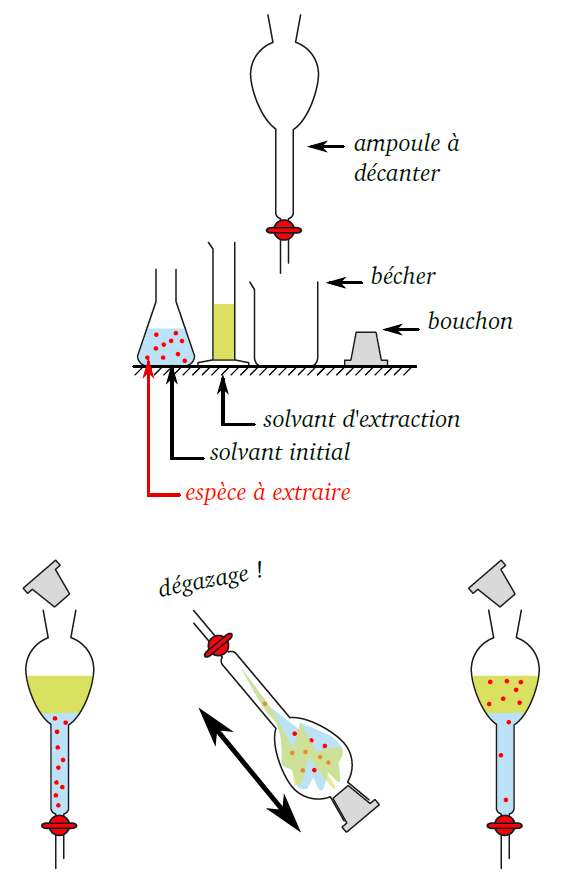 ampoule à
décanter
bécher
bouchon
solvant d'extraction
solvant initial
espèce à extraire
dégazage !